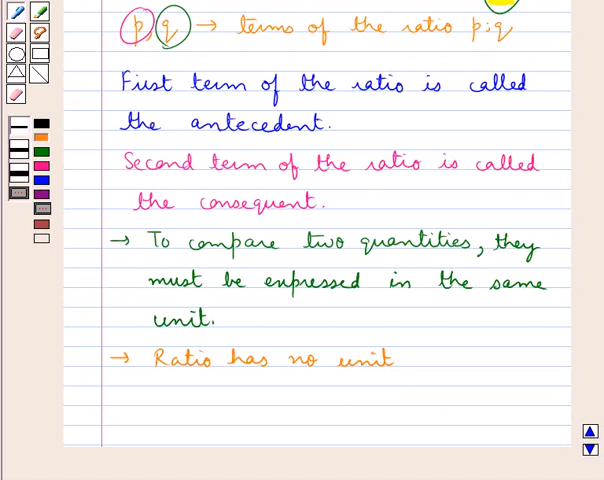 p, q → terms of the ratio p:q
First term of the ratio is called
the antecedent.
Second term of the ratio is called
the consequent.
→ To compare two quantities, they
must be expressed in the same
unit.
→ Ratio has no unit